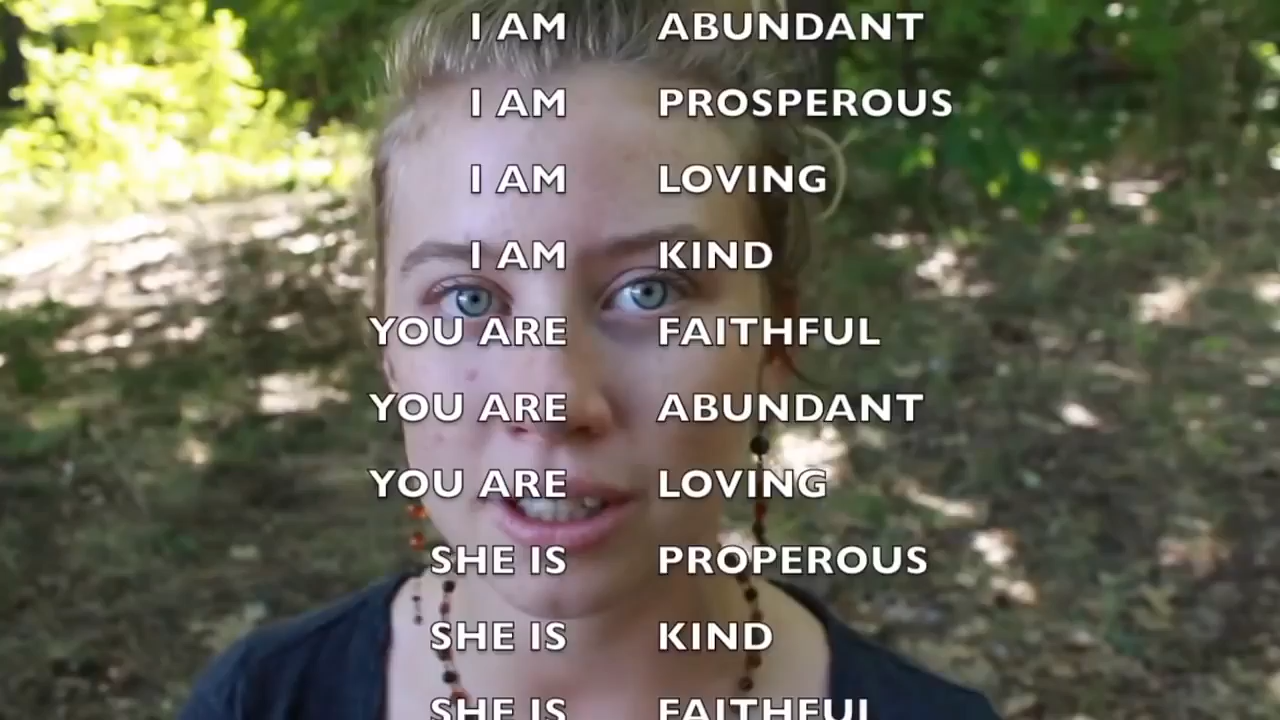 I AM ABUNDANT
I AM PROSPEROUS
I AM LOVING
I AM KIND
YOU ARE FAITHFUL
YOU ARE ABUNDANT
YOU ARE LOVING
SHE IS PROPEROUS
SHE IS KIND
SHE IS FAITHFUL